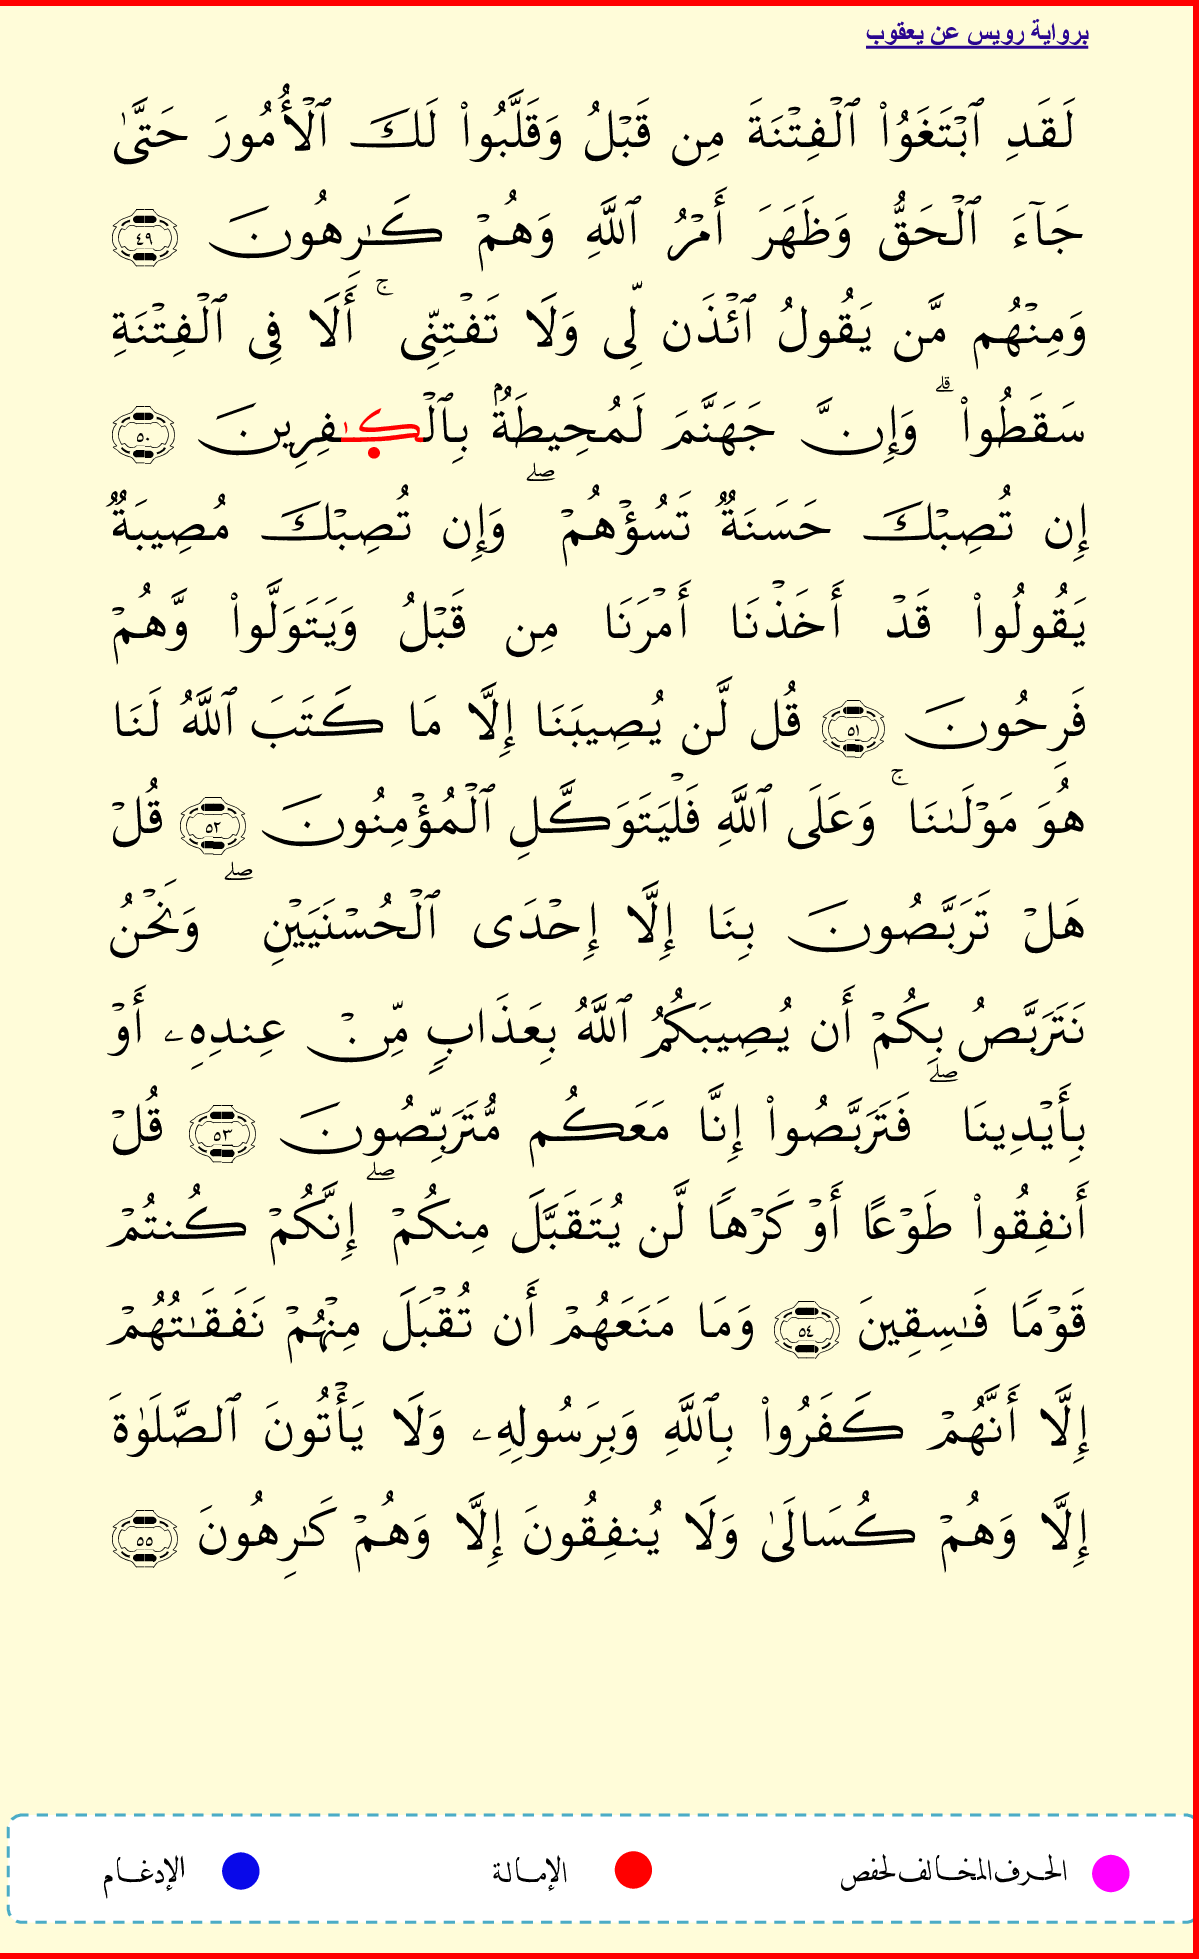 برواية رويس عن يعقوب
لَقَدِ ٱبۡتَغَوُاْ ٱلۡفِتۡنَةَ مِن قَبۡلُ وَقَلَّبُواْ لَكَ ٱلۡأُمُورَ حَتَّىٰ
جَآءَ ٱلۡحَقُّ وَظَهَرَ أَمۡرُ ٱللَّهِ وَهُمۡ كَٰرِهُونَ ٤٩
وَمِنۡهُم مَّن يَقُولُ ٱئۡذَن لِّى وَلَا تَفۡتِنِّىٓ ۚ أَلَا فِى ٱلۡفِتۡنَةِ
سَقَطُواْ ۗ وَإِنَّ جَهَنَّمَ لَمُحِيطَةُۢ بِٱلۡكَٰفِرِينَ ٥٠
إِن تُصِبۡكَ حَسَنَةٌ تَسُؤۡهُمۡ ۖ وَإِن تُصِبۡكَ مُصِيبَةٌ
يَقُولُواْ قَدۡ أَخَذۡنَا أَمۡرَنَا مِن قَبۡلُ وَيَتَوَلَّواْ وَّهُمۡ
فَرِحُونَ ٥١ قُل لَّن يُصِيبَنَا إِلَّا مَا كَتَبَ ٱللَّهُ لَنَا
هُوَ مَوۡلَىٰنَا ۚ وَعَلَى ٱللَّهِ فَلۡيَتَوَكَّلِ ٱلۡمُؤۡمِنُونَ ٥٢ قُلۡ
هَلۡ تَرَبَّصُونَ بِنَا إِلَّا إِحۡدَى ٱلۡحُسۡنَيَيۡنِ ۖ وَنَحۡنُ
نَتَرَبَّصُ بِكُمۡ أَن يُصِيبَكُمُ ٱللَّهُ بِعَذَابٍ مِّنۡ عِندِهِۦ أَوۡ
بِأَيۡدِينَا ۖ فَتَرَبَّصُواْ إِنَّا مَعَكُم مُّتَرَبِّصُونَ ٥٣ قُلۡ
أَنفِقُواْ طَوۡعًا أَوۡ كَرۡهًا لَّن يُتَقَبَّلَ مِنكُمۡ ۖ إِنَّكُمۡ كُنتُمۡ
قَوۡمًا فَٰسِقِينَ ٥٤ وَمَا مَنَعَهُمۡ أَن تُقۡبَلَ مِنۡهُمۡ نَفَقَٰتُهُمۡ
إِلَّا أَنَّهُمۡ كَفَرُواْ بِٱللَّهِ وَبِرَسُولِهِۦ وَلَا يَأۡتُونَ ٱلصَّلَوٰةَ
إِلَّا وَهُمۡ كُسَالَىٰ وَلَا يُنفِقُونَ إِلَّا وَهُمۡ كَٰرِهُونَ ٥٥
الحرف المخالف لحفص الإمالة الإدغام